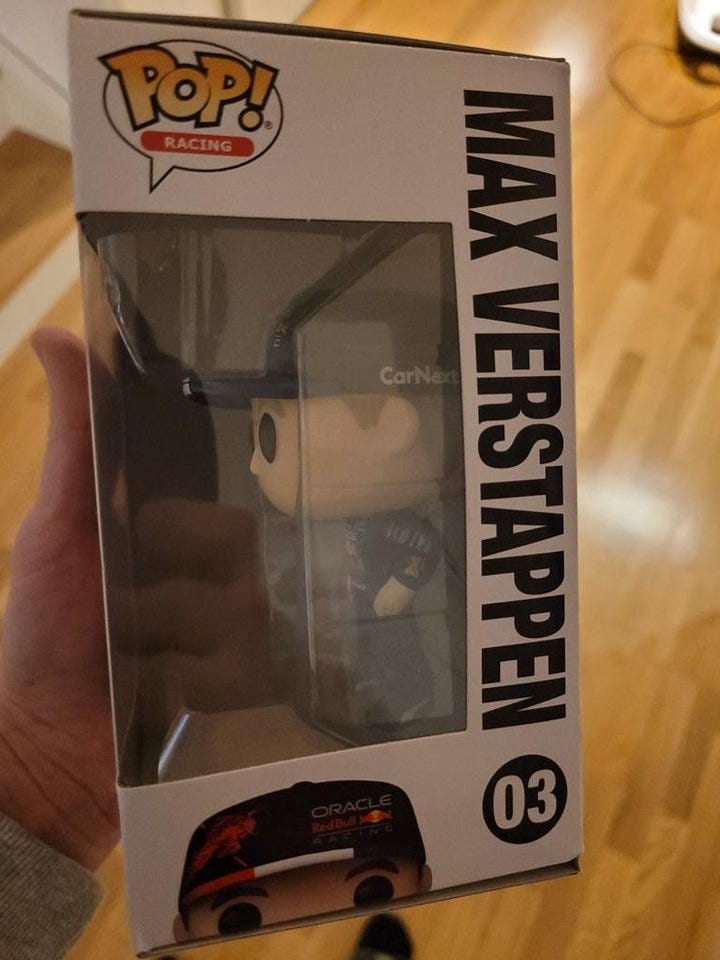 POP!
RACING
MAX VERSTAPPEN
CarNext
03
ORACLE
Red Bull
RACING